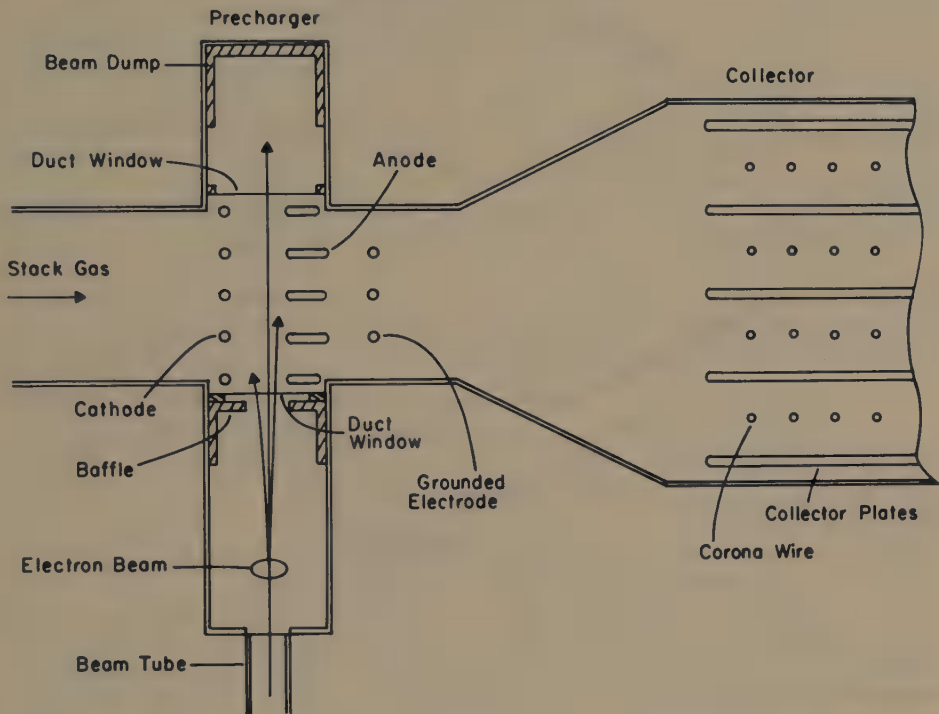 Precharger
Beam Dump
Collector
Duct Window
Anode
Stack Gas
Cathode
Duct
Window
Baffle
Grounded
Electrode
Collector Plates
Corona Wire
Electron Beam
Beam Tube